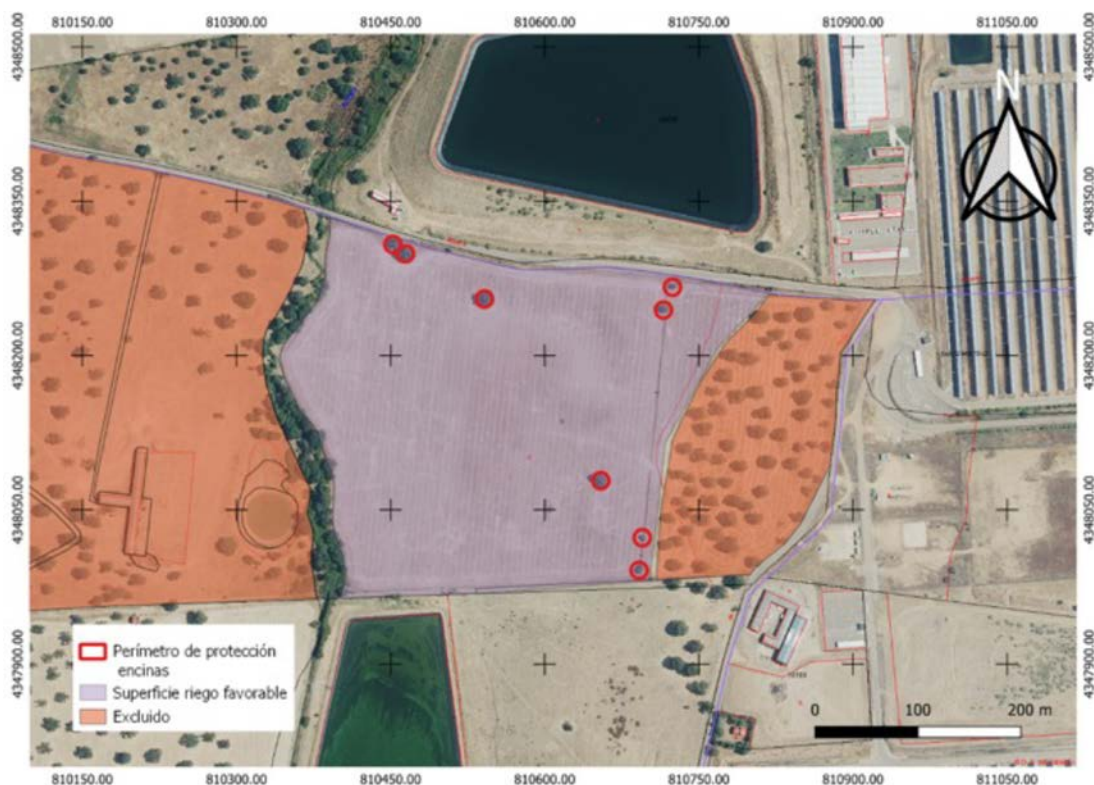 810150.00 810300.00 810450.00 810600.00 810750.00 810900.00 811050.00
4348500.00 4348500.00
N
4348350.00 4348350.00
4348200.00 4348200.00
4348050.00 4348050.00
4347900.00 4347900.00
Perímetro de protección
encinas
Superficie riego favorable
Excluido
0 100 200 m
810150.00 810300.00 810450.00 810600.00 810750.00 810900.00 811050.00